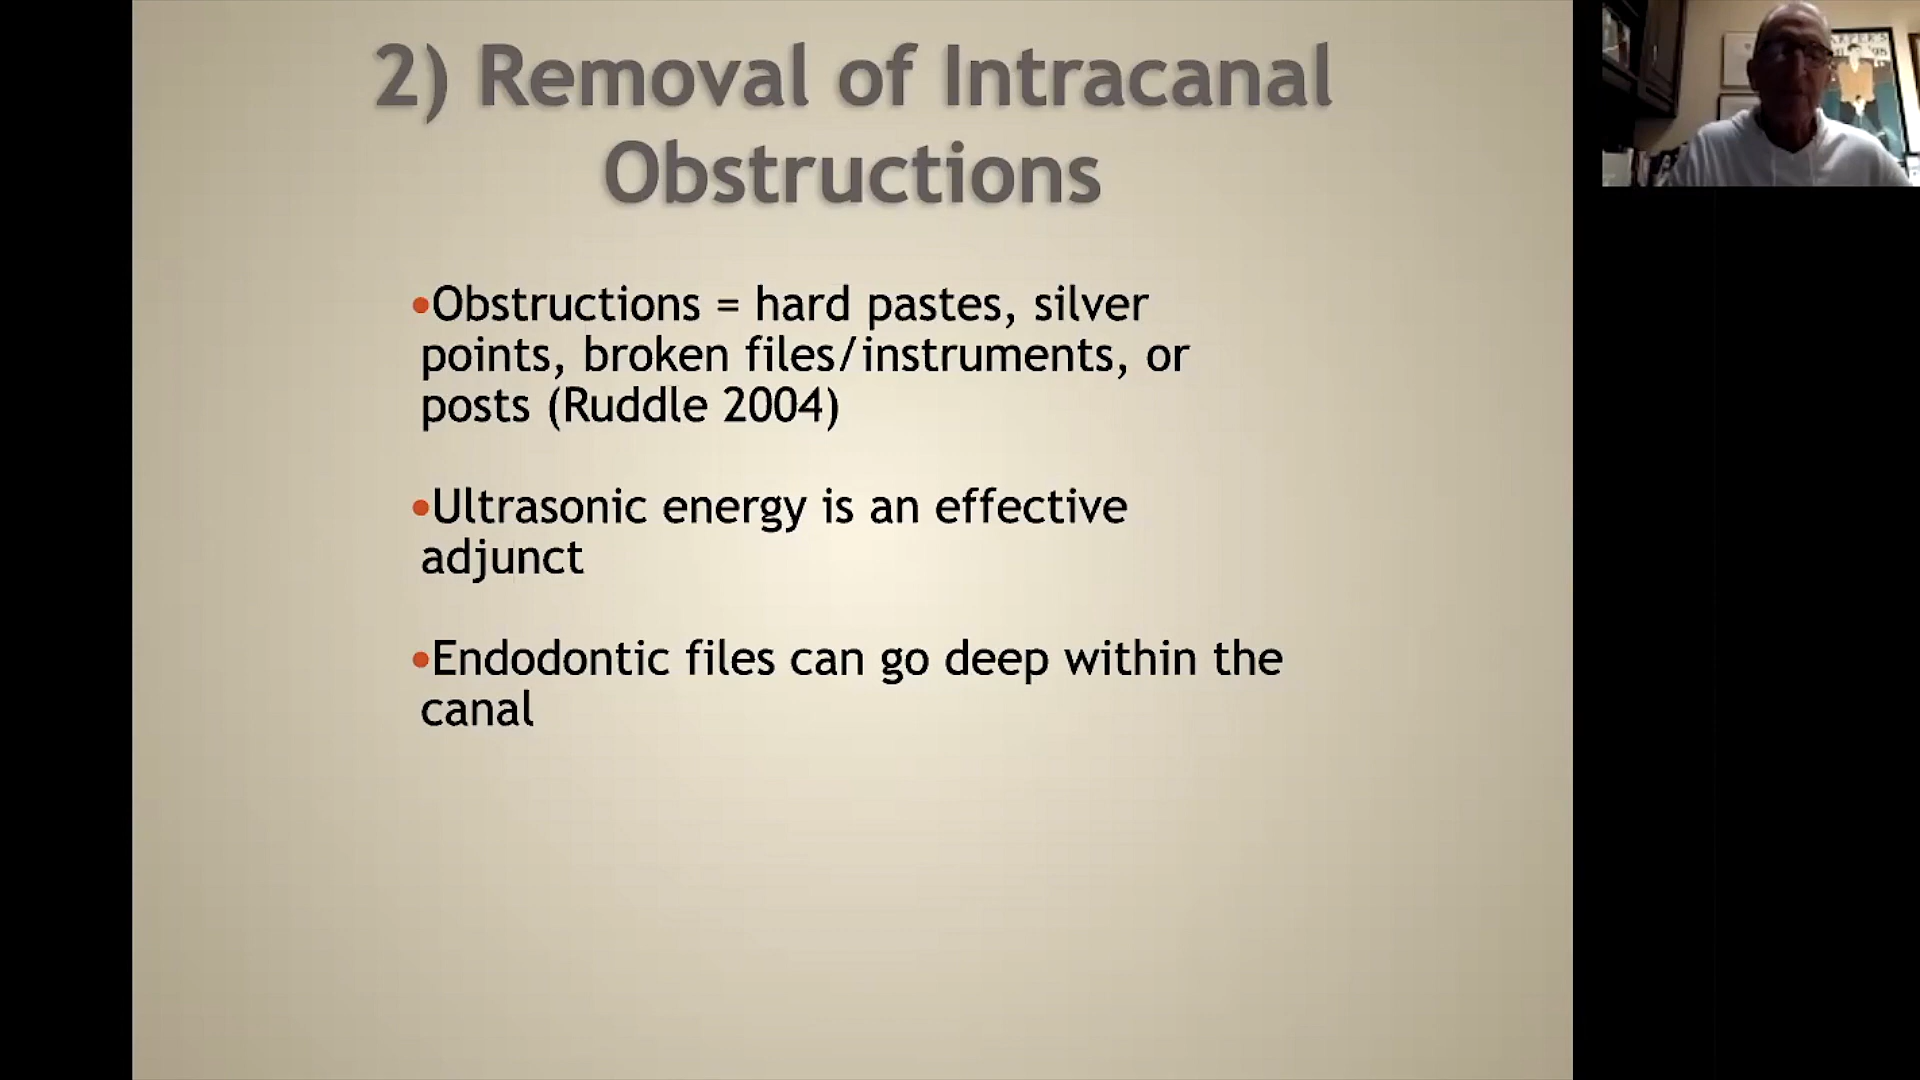 2) Removal of Intracanal
Obstructions
•Obstructions = hard pastes, silver
points, broken files/instruments, or
posts (Ruddle 2004)
•Ultrasonic energy is an effective
adjunct
•Endodontic files can go deep within the
canal